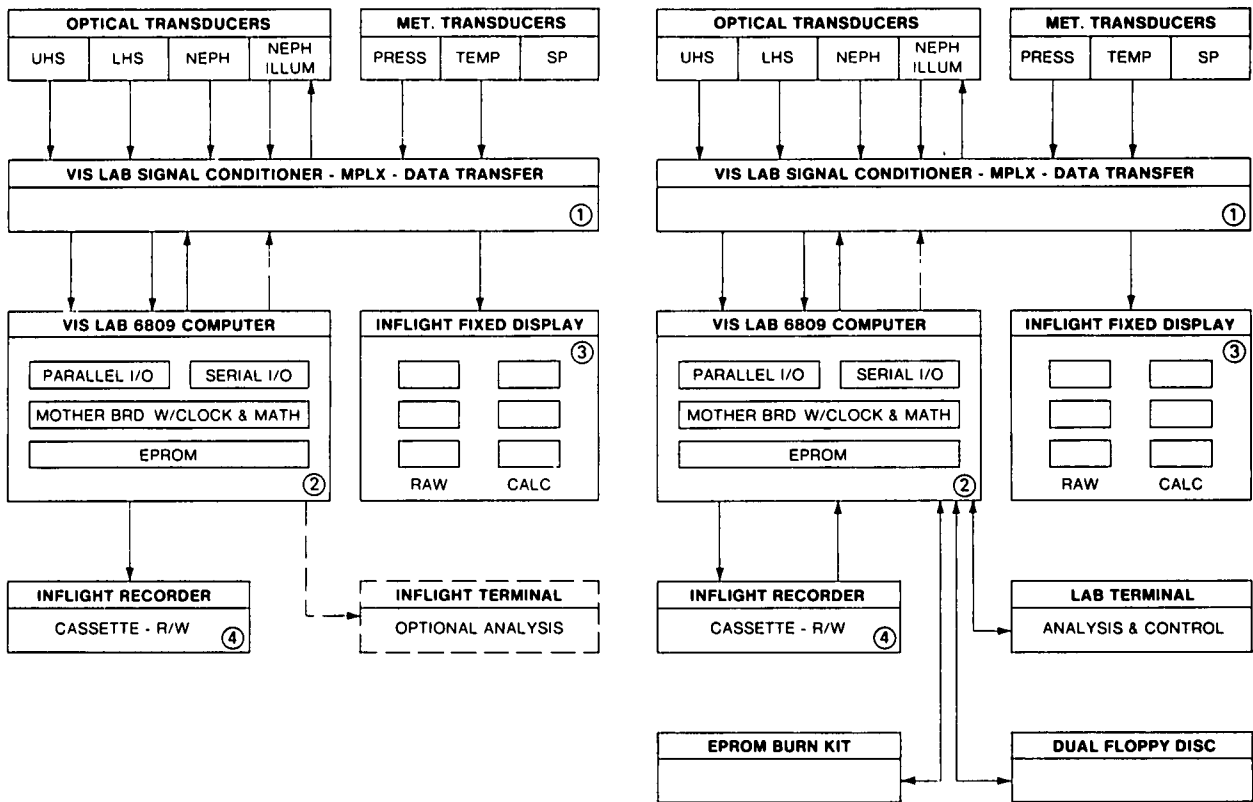 OPTICAL TRANSDUCERS
UHS LHS NEPH NEPH ILLUM
MET. TRANSDUCERS
PRESS TEMP SP
VIS LAB SIGNAL CONDITIONER - MPLX - DATA TRANSFER
1
VIS LAB 6809 COMPUTER
PARALLEL I/O SERIAL I/O
MOTHER BRD W/CLOCK & MATH
EPROM
2
INFLIGHT FIXED DISPLAY
3
RAW CALC
INFLIGHT RECORDER
CASSETTE - R/W
4
INFLIGHT TERMINAL
OPTIONAL ANALYSIS
OPTICAL TRANSDUCERS
UHS LHS NEPH NEPH ILLUM
MET. TRANSDUCERS
PRESS TEMP SP
VIS LAB SIGNAL CONDITIONER - MPLX - DATA TRANSFER
1
VIS LAB 6809 COMPUTER
PARALLEL I/O SERIAL I/O
MOTHER BRD W/CLOCK & MATH
EPROM
2
INFLIGHT FIXED DISPLAY
3
RAW CALC
INFLIGHT RECORDER
CASSETTE - R/W
4
LAB TERMINAL
ANALYSIS & CONTROL
EPROM BURN KIT
DUAL FLOPPY DISC